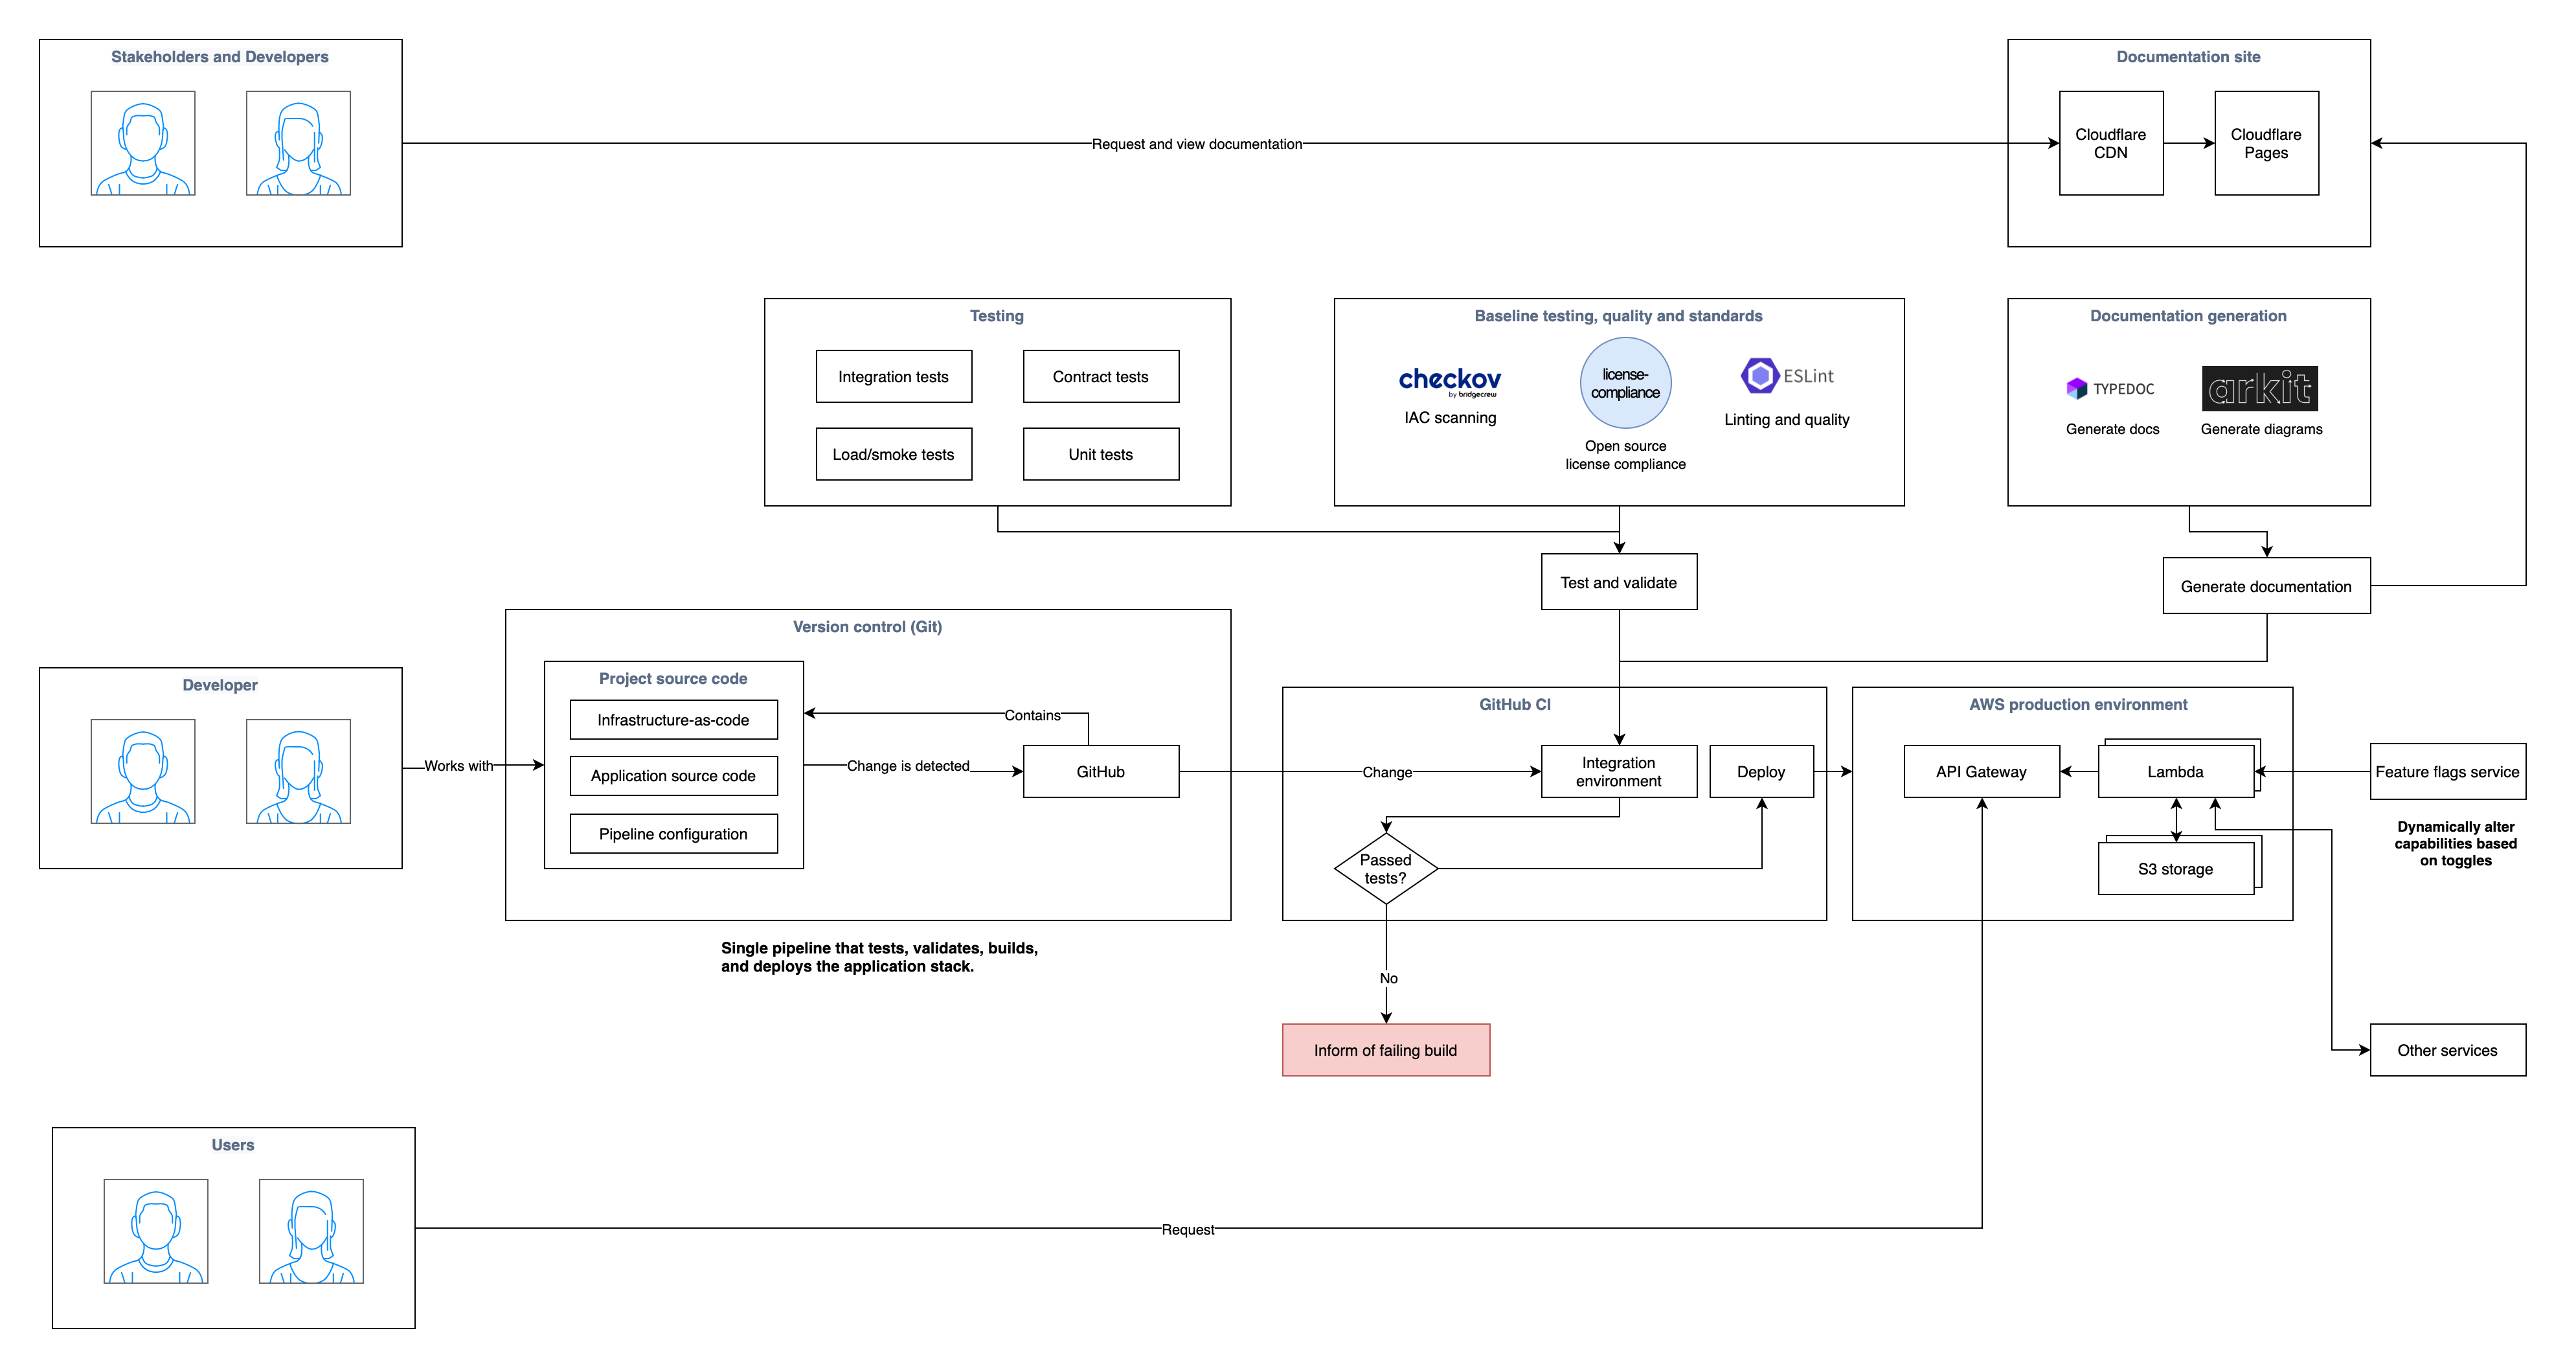 Stakeholders and Developers
Request and view documentation
Documentation site
Cloudflare
CDN
Cloudflare
Pages
Testing
Integration tests
Contract tests
Load/smoke tests
Unit tests
Baseline testing, quality and standards
checkov
by bridgecrew
IAC scanning
license-
compliance
Open source
license compliance
ESLint
Linting and quality
Documentation generation
TYPEDOC
Generate docs
arkit
Generate diagrams
Test and validate
Generate documentation
Developer
Works with
Version control (Git)
Project source code
Infrastructure-as-code
Application source code
Pipeline configuration
Contains
Change is detected
GitHub
Single pipeline that tests, validates, builds,
and deploys the application stack.
Change
GitHub CI
Integration
environment
Deploy
Passed
tests?
No
Inform of failing build
AWS production environment
API Gateway
Lambda
S3 storage
Feature flags service
Dynamically alter
capabilities based
on toggles
Other services
Users
Request